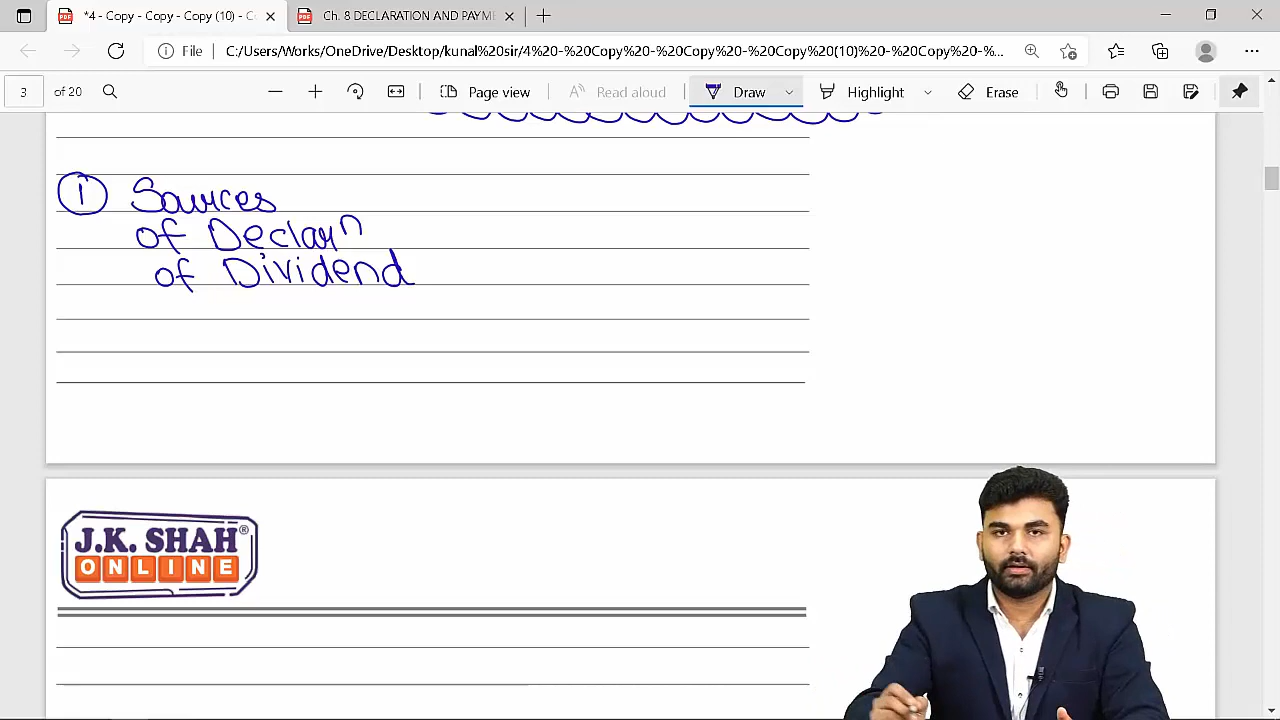 *4 - Copy - Copy - Copy (10) - C
Ch. 8 DECLARATION AND PAYM
File
C:/Users/Works/OneDrive/Desktop/kunal%20sir/4%20-%20Copy%20-%20Copy%20-%20Copy%20(10)%20-%20Copy%20-%...
3 of 20
Page view
Read aloud
Draw
Highlight
Erase
1 Sources
of Declarn
of Dividend
J.K. SHAH®
ONLINE